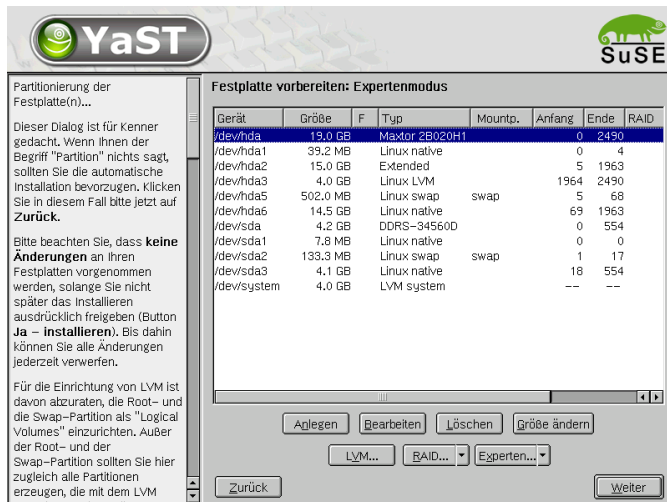 YaST
SuSE
Partitionierung der
Festplatte(n)...
Dieser Dialog ist für Kenner
gedacht. Wenn Ihnen der
Begriff "Partition" nichts sagt,
sollten Sie die automatische
Installation bevorzugen. Klicken
Sie in diesem Fall bitte jetzt auf
Zurück.
Bitte beachten Sie, dass keine
Änderungen an Ihren
Festplatten vorgenommen
werden, solange Sie nicht
später das Installieren
ausdrücklich freigeben (Button
Ja – installieren). Bis dahin
können Sie alle Änderungen
jederzeit verwerfen.
Für die Einrichtung von LVM ist
davon abzuraten, die Root- und
die Swap-Partition als "Logical
Volumes" einzurichten. Außer
der Root- und der
Swap-Partition sollten Sie hier
zugleich alle Partitionen
erzeugen, die mit dem LVM
Festplatte vorbereiten: Expertenmodus
Gerät Größe F Typ Mountp. Anfang Ende RAID
/dev/hda 19.0 GB Maxtor 2B020H1 0 2490
/dev/hda1 39.2 MB Linux native 0 4
/dev/hda2 15.0 GB Extended 5 1963
/dev/hda3 4.0 GB Linux LVM 1964 2490
/dev/hda5 502.0 MB Linux swap swap 5 68
/dev/hda6 14.5 GB Linux native 69 1963
/dev/sda 4.2 GB DDRS-34560D 0 554
/dev/sda1 7.8 MB Linux native 0 0
/dev/sda2 133.3 MB Linux swap swap 1 17
/dev/sda3 4.1 GB Linux native 18 554
/dev/system 4.0 GB LVM system -- --
Anlegen Bearbeiten Löschen Größe ändern
LVM... RAID... Experten...
Zurück Weiter